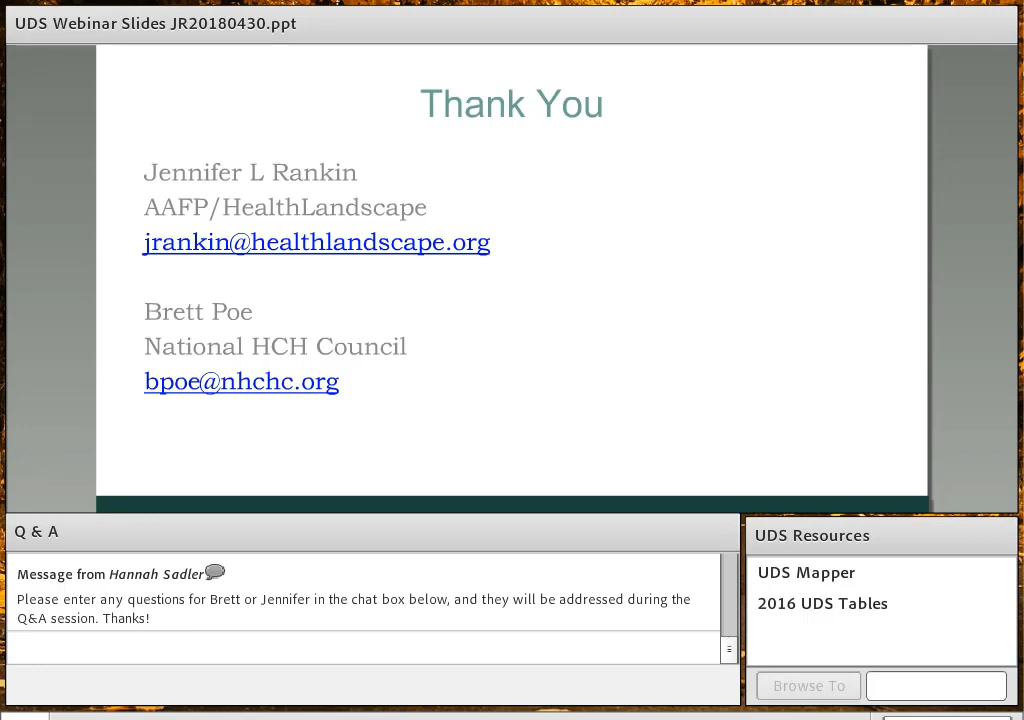 UDS Webinar Slides JR20180430.ppt
Thank You
Jennifer L Rankin
AAFP/HealthLandscape
jrankin@healthlandscape.org
Brett Poe
National HCH Council
bpoe@nhchc.org
Q & A
Message from Hannah Sadler
Please enter any questions for Brett or Jennifer in the chat box below, and they will be addressed during the
Q&A session. Thanks!
UDS Resources
UDS Mapper
2016 UDS Tables
Browse To